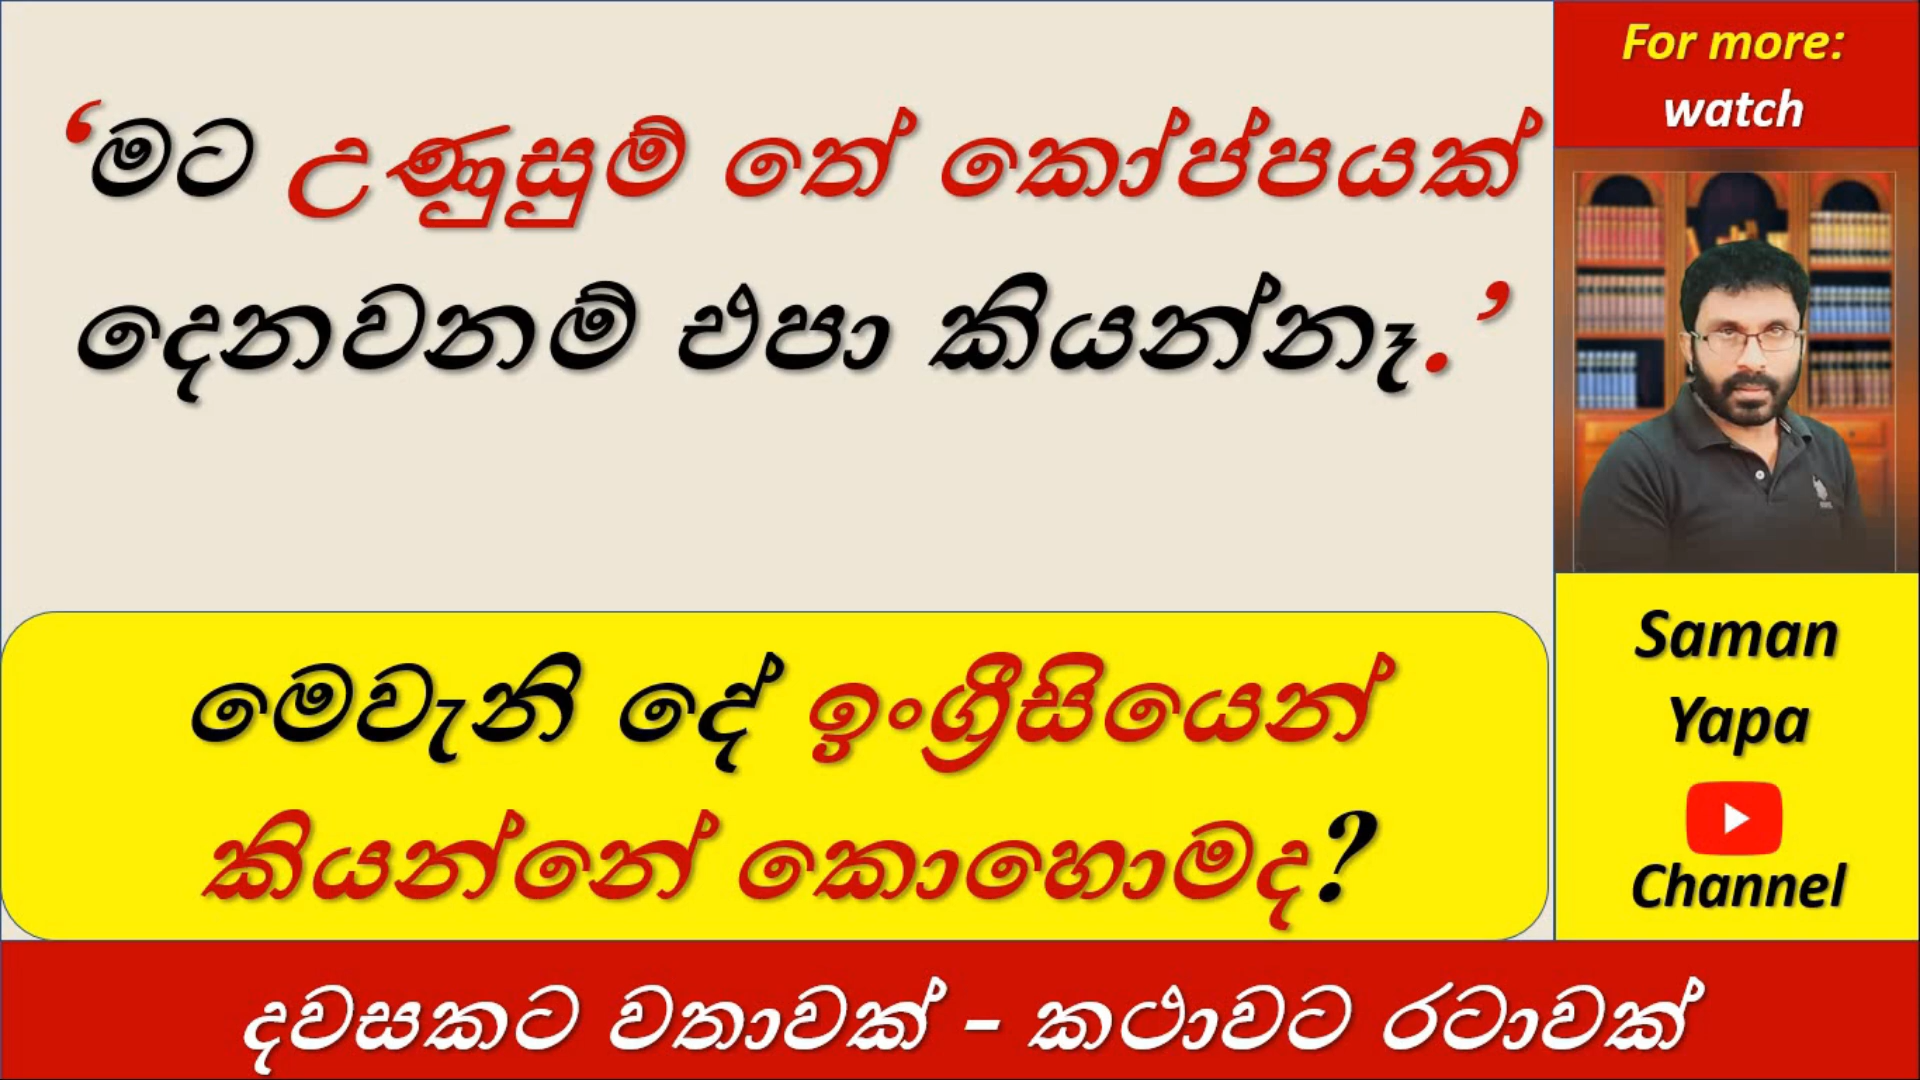 ‘මට උණුසුම් තේ කෝප්පයක්
දෙනවනම් එපා කියන්නෑ.’
මෙවැනි දේ ඉංග්‍රීසියෙන්
කියන්නේ කොහොමද?
දවසකට වතාවක් - කථාවට රටාවක්
For more:
watch
Saman
Yapa
Channel